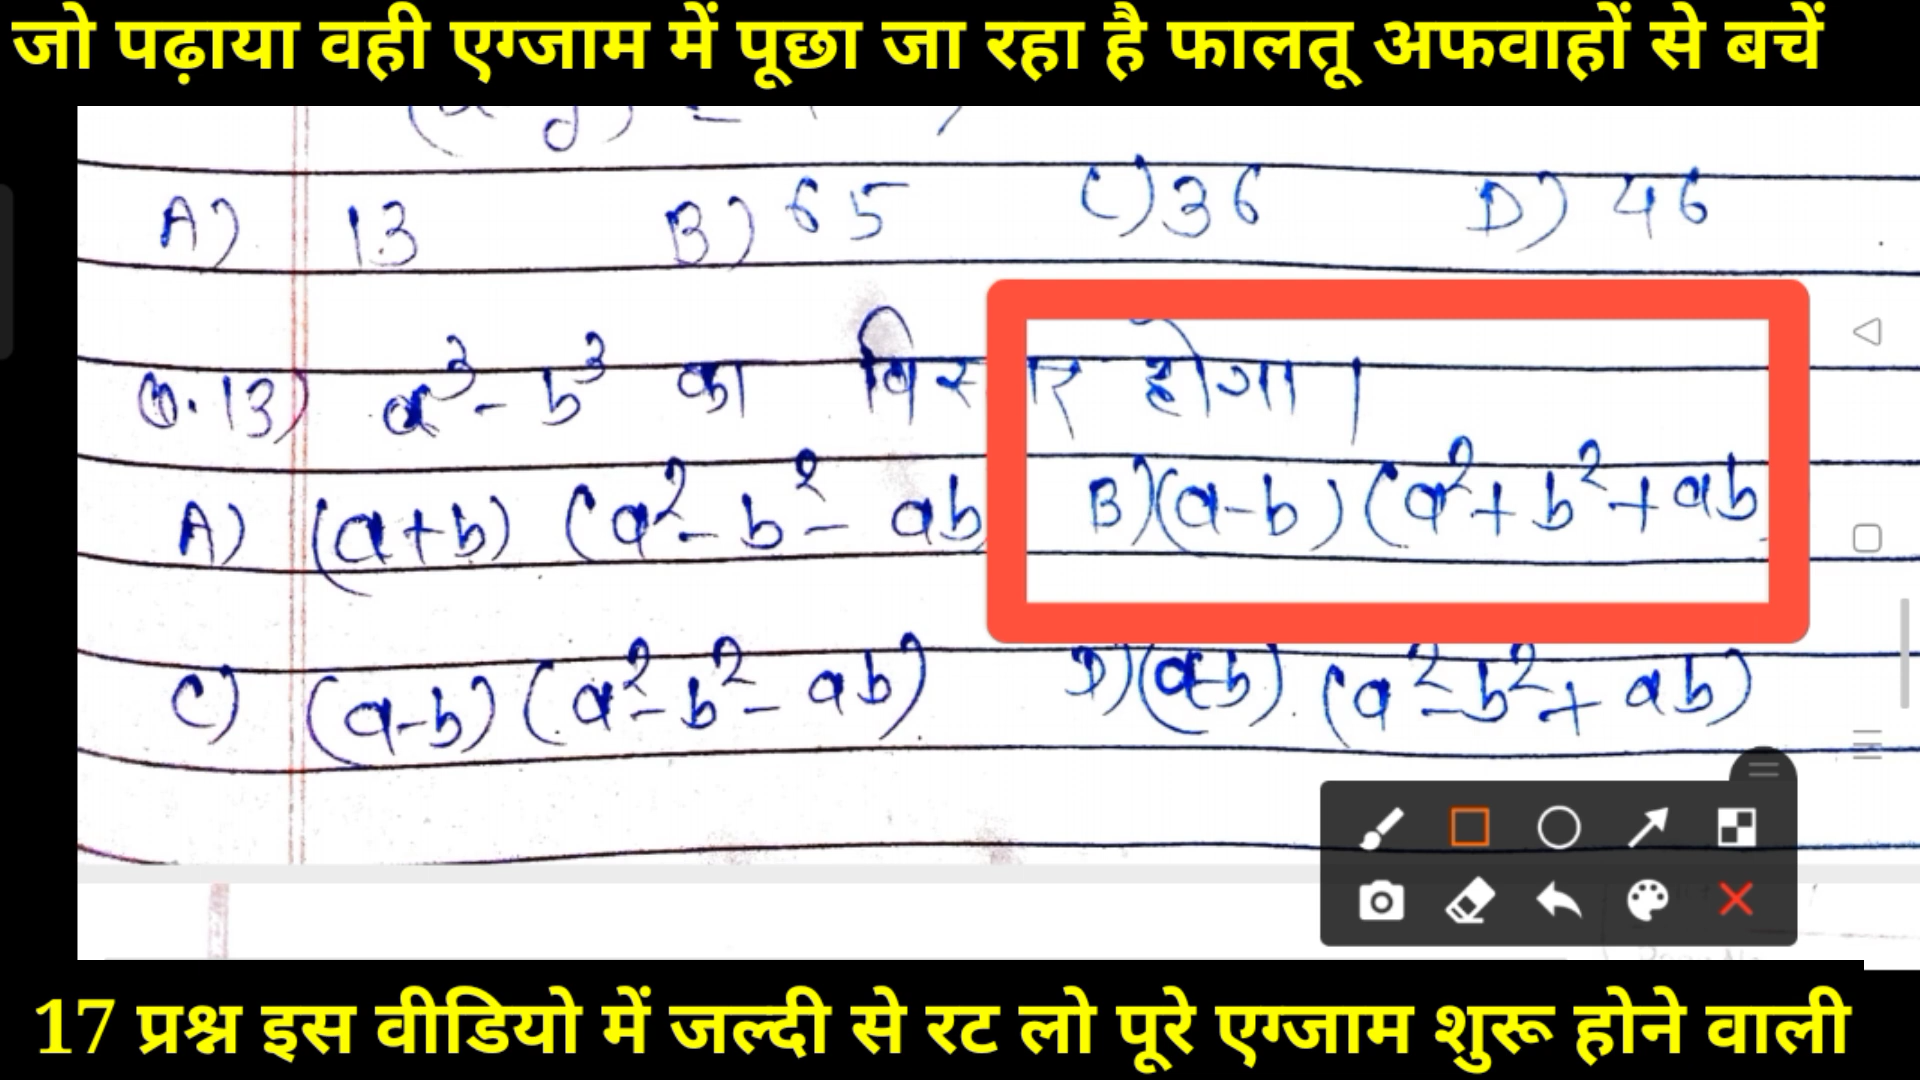 जो पढ़ाया वही एग्जाम में पूछा जा रहा है फालतू अफवाहों से बचें
A) 13 B) 65 C) 36 D) 46
Q.13) a³ - b³ का विस्तार होगा।
A) (a+b) (a² - b² - ab B) (a-b) (a² + b² + ab
C) (a-b) (a² - b² - ab) D) (a-b) (a² - b² + ab)
17 प्रश्न इस वीडियो में जल्दी से रट लो पूरे एग्जाम शुरू होने वाली